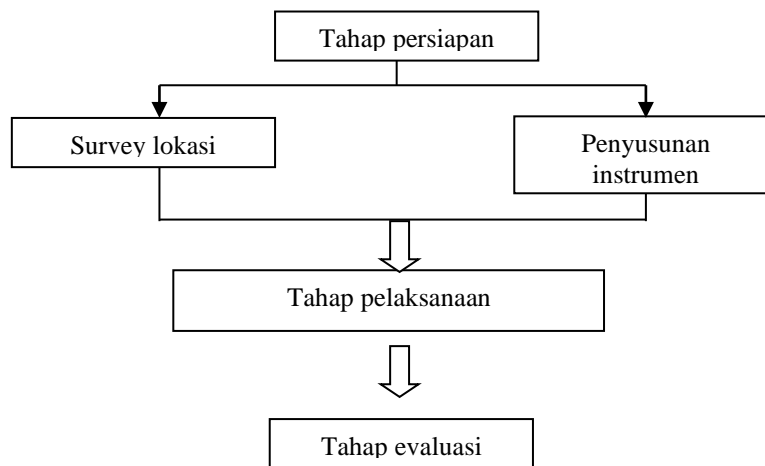 Tahap persiapan
Survey lokasi
Penyusunan
instrumen
Tahap pelaksanaan
Tahap evaluasi